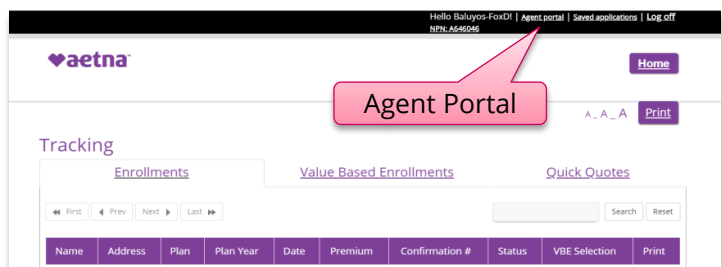 Hello Baluyos-FoxD! | Agent portal | Saved applications | Log off
NPN: A646046
aetna
Home
Agent Portal
A _ A _ A
Print
Tracking
Enrollments Value Based Enrollments Quick Quotes
First Prev Next Last Search Reset
Name Address Plan Plan Year Date Premium Confirmation # Status VBE Selection Print